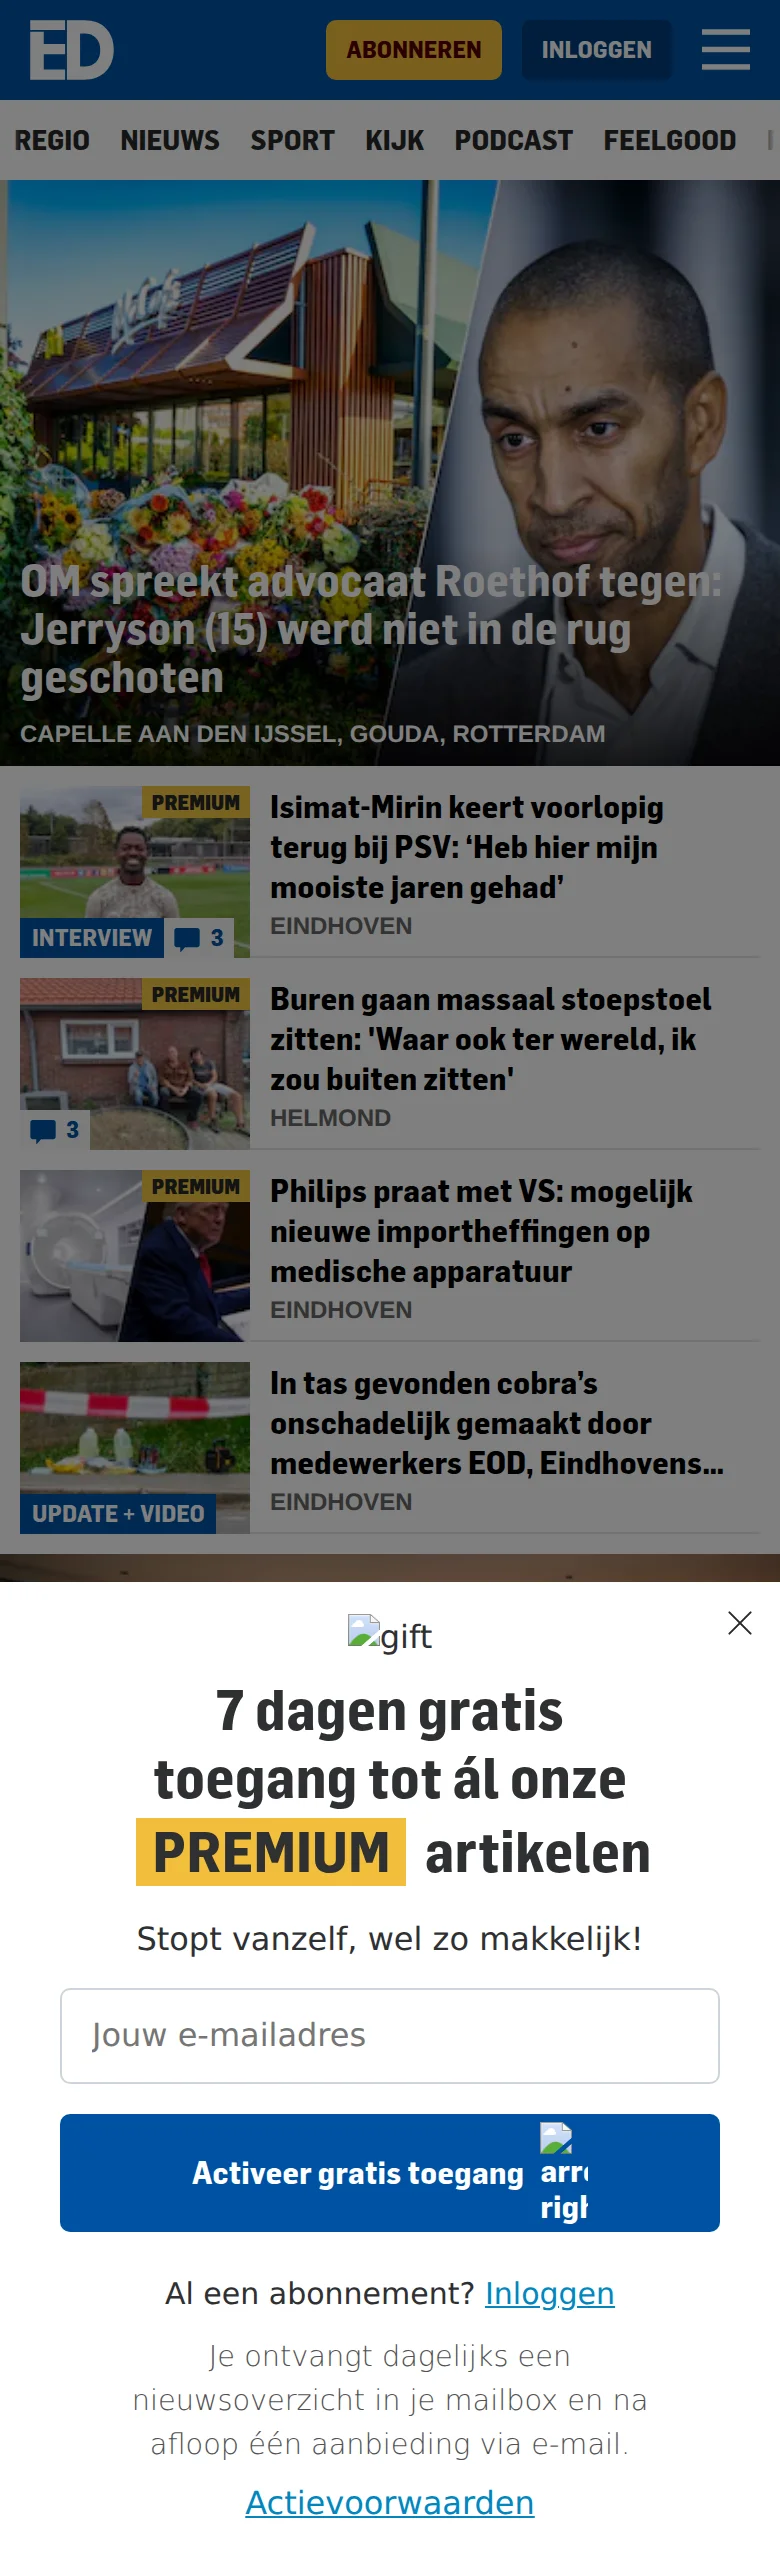 ED
ABONNEREN
INLOGGEN
REGIO NIEUWS SPORT KIJK PODCAST FEELGOOD
McCafé
OM spreekt advocaat Roethof tegen:
Jerryson (15) werd niet in de rug
geschoten
CAPELLE AAN DEN IJSSEL, GOUDA, ROTTERDAM
PREMIUM
INTERVIEW
3
Isimat-Mirin keert voorlopig
terug bij PSV: ‘Heb hier mijn
mooiste jaren gehad’
EINDHOVEN
PREMIUM
3
Buren gaan massaal stoepstoel
zitten: 'Waar ook ter wereld, ik
zou buiten zitten'
HELMOND
PREMIUM
Philips praat met VS: mogelijk
nieuwe importheffingen op
medische apparatuur
EINDHOVEN
UPDATE + VIDEO
In tas gevonden cobra’s
onschadelijk gemaakt door
medewerkers EOD, Eindhovens...
EINDHOVEN
gift
7 dagen gratis
toegang tot ál onze
PREMIUM artikelen
Stopt vanzelf, wel zo makkelijk!
Jouw e-mailadres
Activeer gratis toegang
Al een abonnement? Inloggen
Je ontvangt dagelijks een
nieuwsoverzicht in je mailbox en na
afloop één aanbieding via e-mail.
Actievoorwaarden